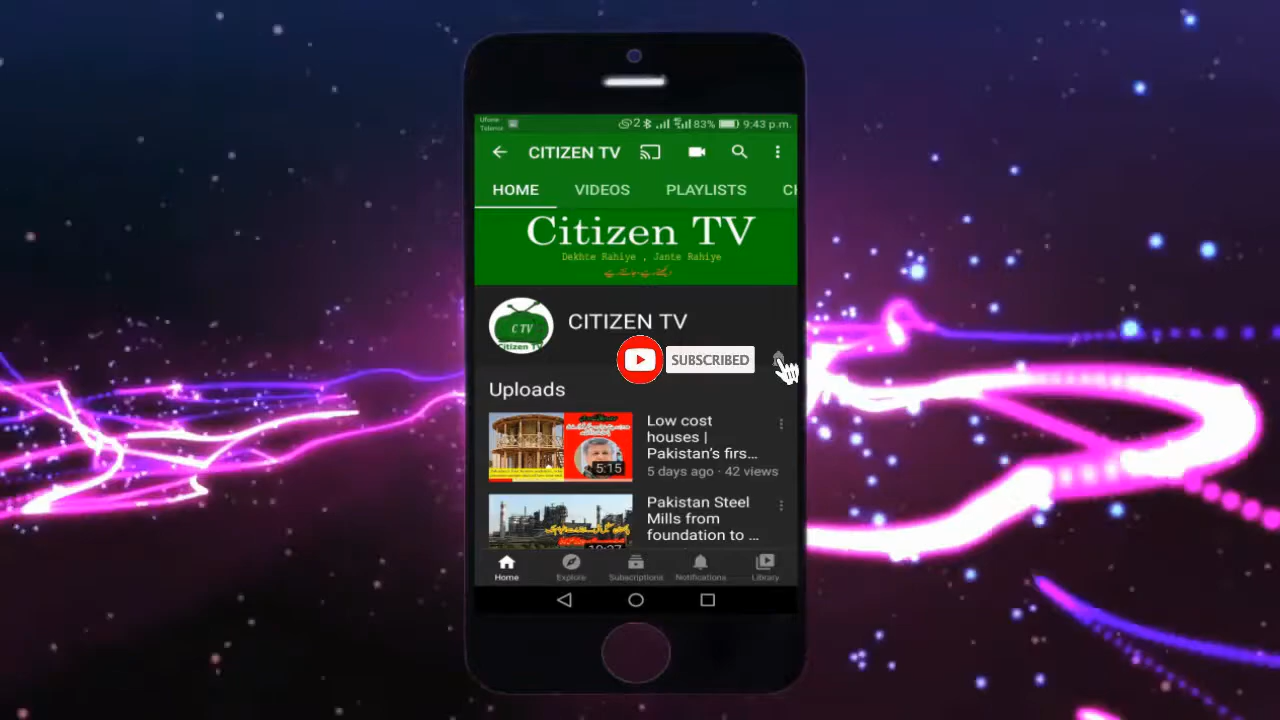 Ufone
Telenor
2
83%
9:43 p.m.
CITIZEN TV
HOME VIDEOS PLAYLISTS
Citizen TV
Dekhte Rahiye , Jante Rahiye
C TV
Citizen TV
CITIZEN TV
SUBSCRIBED
Uploads
Low cost
houses |
Pakistan's firs...
5 days ago · 42 views
5:15
Pakistan Steel
Mills from
foundation to ...
Home Explore Subscriptions Notifications Library